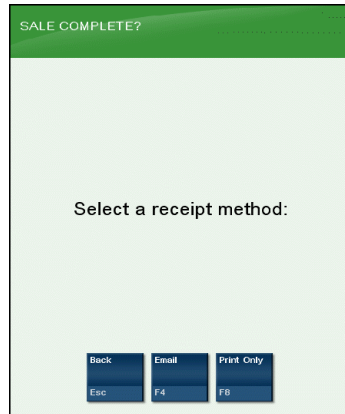 SALE COMPLETE?
Select a receipt method:
Back Email Print Only
Esc F4 F8